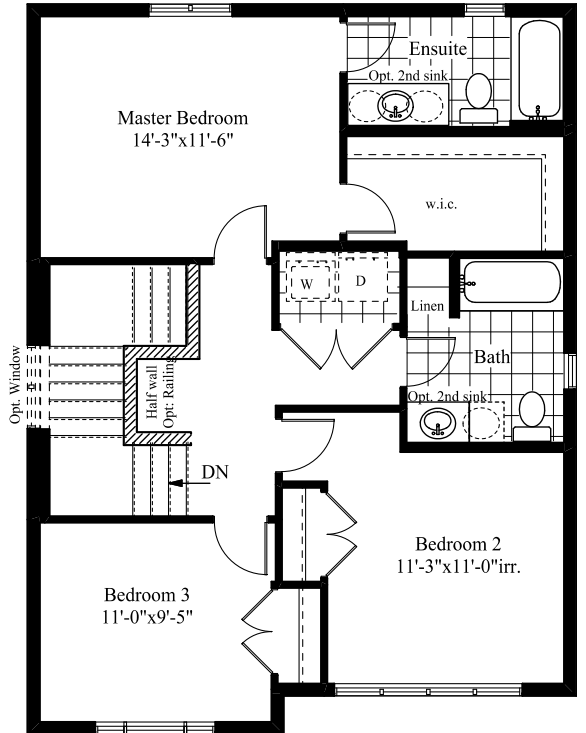 Ensuite
Opt. 2nd sink
Master Bedroom
14'-3"x11'-6"
w.i.c.
W
D
Linen
Opt. Window
Half wall
Opt: Railing
Bath
Opt. 2nd sink
DN
Bedroom 2
11'-3"x11'-0"irr.
Bedroom 3
11'-0"x9'-5"